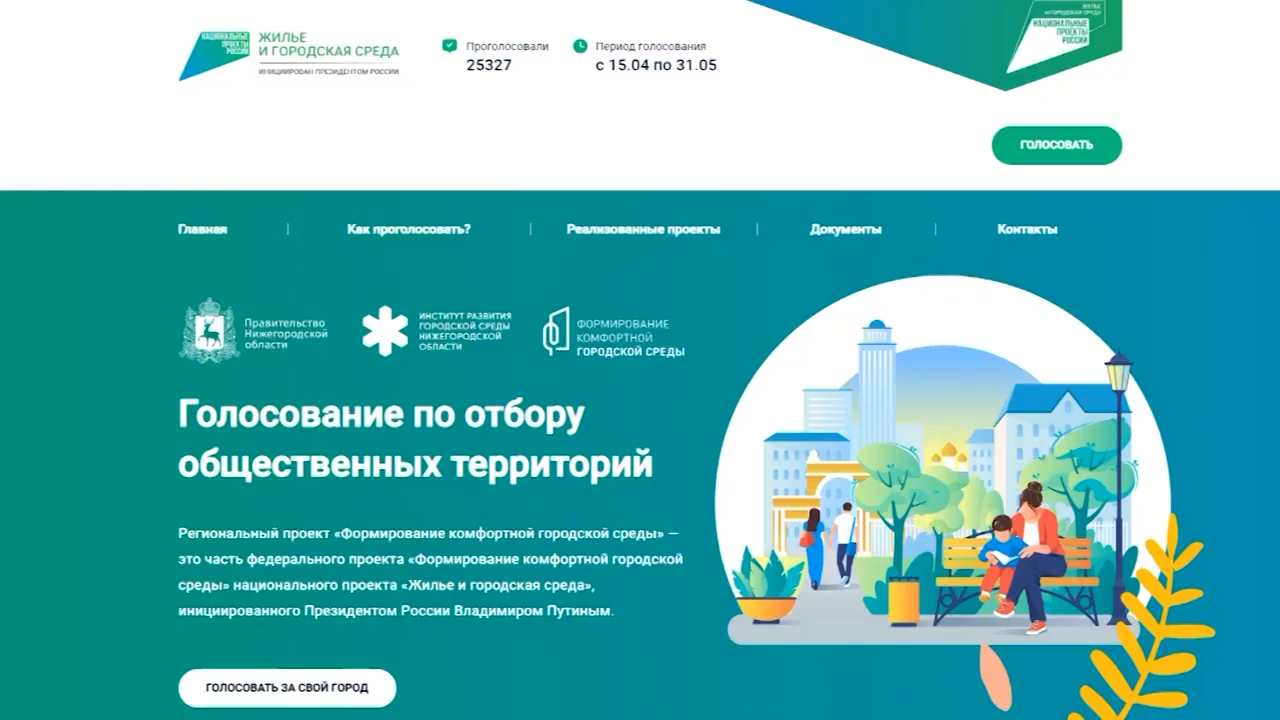 НАЦИОНАЛЬНЫЕ
ПРОЕКТЫ
РОССИИ
ЖИЛЬЕ
И ГОРОДСКАЯ СРЕДА
ИНИЦИИРОВАН ПРЕЗИДЕНТОМ РОССИИ
Проголосовали
25327
Период голосования
с 15.04 по 31.05
ЖИЛЬЕ
И ГОРОДСКАЯ СРЕДА
НАЦИОНАЛЬНЫЕ
ПРОЕКТЫ
РОССИИ
ГОЛОСОВАТЬ
Главная | Как проголосовать? | Реализованные проекты | Документы | Контакты
Правительство
Нижегородской
области
ИНСТИТУТ РАЗВИТИЯ
ГОРОДСКОЙ СРЕДЫ
НИЖЕГОРОДСКОЙ
ОБЛАСТИ
ФОРМИРОВАНИЕ
КОМФОРТНОЙ
ГОРОДСКОЙ СРЕДЫ
Голосование по отбору
общественных территорий
Региональный проект «Формирование комфортной городской среды» —
это часть федерального проекта «Формирование комфортной городской
среды» национального проекта «Жилье и городская среда»,
инициированного Президентом России Владимиром Путиным.
ГОЛОСОВАТЬ ЗА СВОЙ ГОРОД